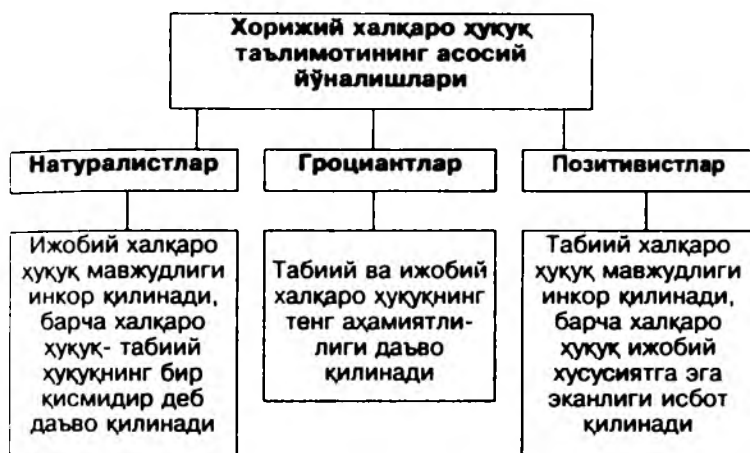 Хорижий халқаро ҳуқуқ
таълимотининг асосий
йўналишлари
Натуралистлар
Гроциантлар
Позитивистлар
Ижобий халқаро
ҳуқуқ мавжудлиги
инкор қилинади,
барча халқаро
ҳуқуқ- табиий
ҳуқуқнинг бир
қисмидир деб
даъво қилинади
Табиий ва ижобий
халқаро ҳуқуқнинг
тенг аҳамиятли-
лиги даъво
қилинади
Табиий халқаро
ҳуқуқ мавжудлиги
инкор қилинади,
барча халқаро
ҳуқуқ ижобий
хусусиятга эга
эканлиги исбот
қилинади